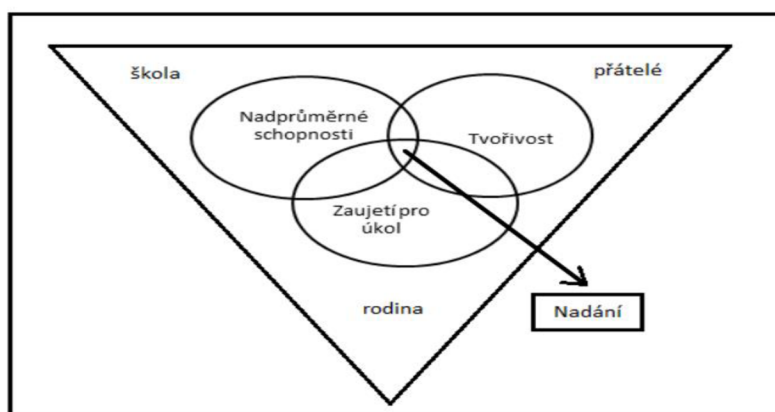 škola
přátelé
Nadprůměrné
schopnosti
Tvořivost
Zaujetí pro
úkol
rodina
Nadání